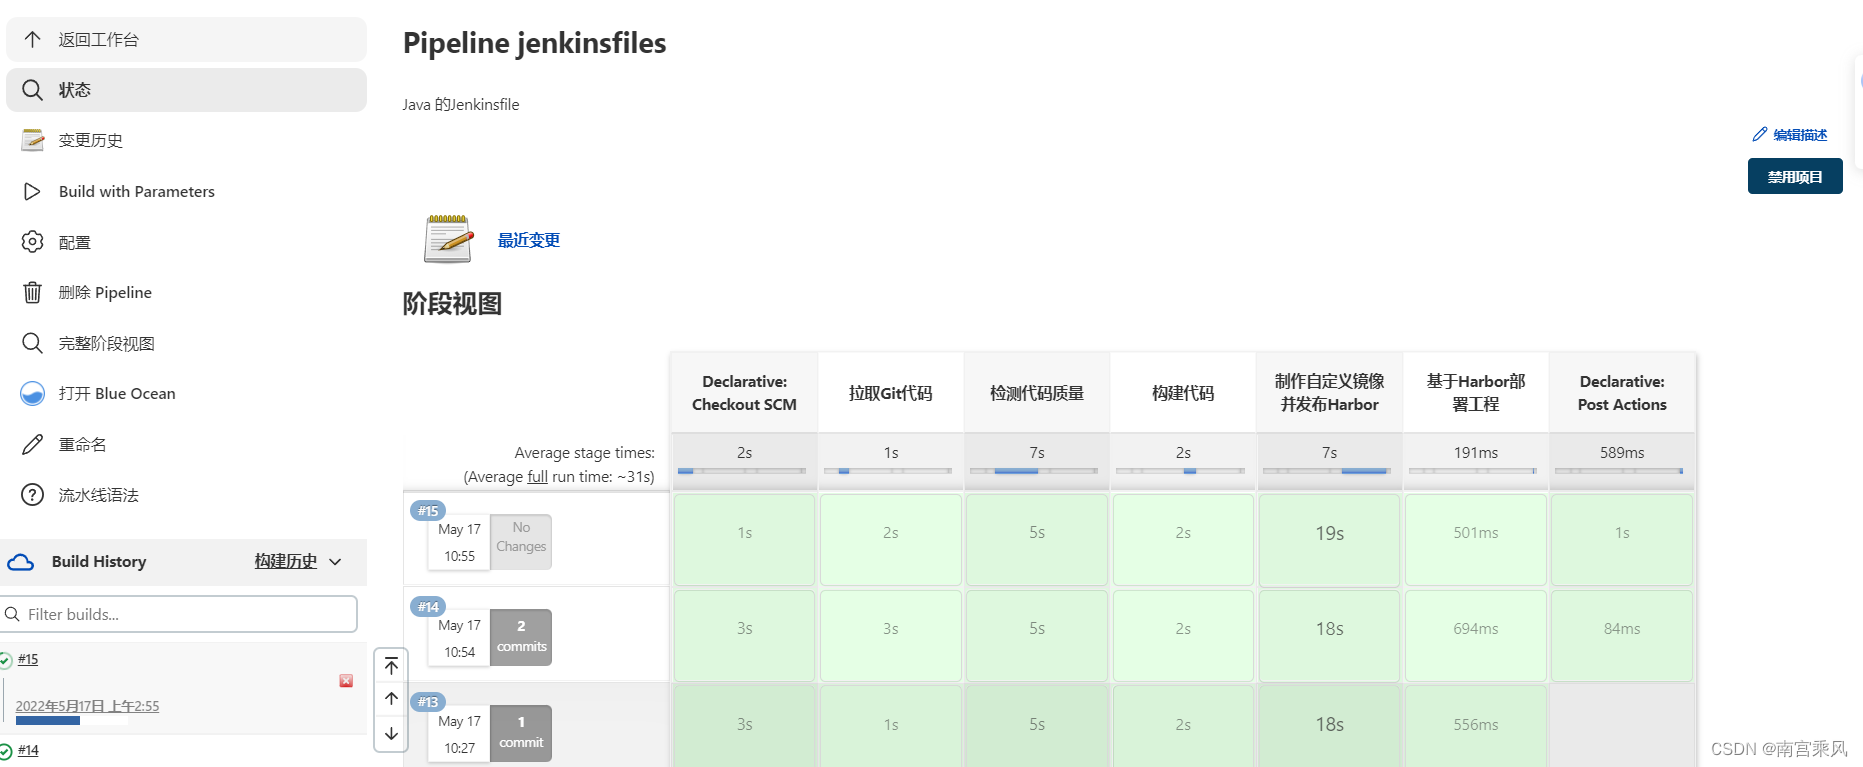 返回工作台
状态
变更历史
Build with Parameters
配置
删除 Pipeline
完整阶段视图
打开 Blue Ocean
重命名
流水线语法
Build History
构建历史
Filter builds...
#15
2022年5月17日 上午2:55
#14
Pipeline jenkinsfiles
Java 的Jenkinsfile
编辑描述
禁用项目
最近变更
阶段视图
Declarative:
Checkout SCM
拉取Git代码
检测代码质量
构建代码
制作自定义镜像
并发布Harbor
基于Harbor部
署工程
Declarative:
Post Actions
Average stage times:
(Average full run time: ~31s)
2s
1s
7s
2s
7s
191ms
589ms
#15
May 17
10:55
No
Changes
1s
2s
5s
2s
19s
501ms
1s
#14
May 17
10:54
2
commits
3s
3s
5s
2s
18s
694ms
84ms
#13
May 17
10:27
1
commit
3s
1s
5s
2s
18s
556ms
CSDN @南宫乘风